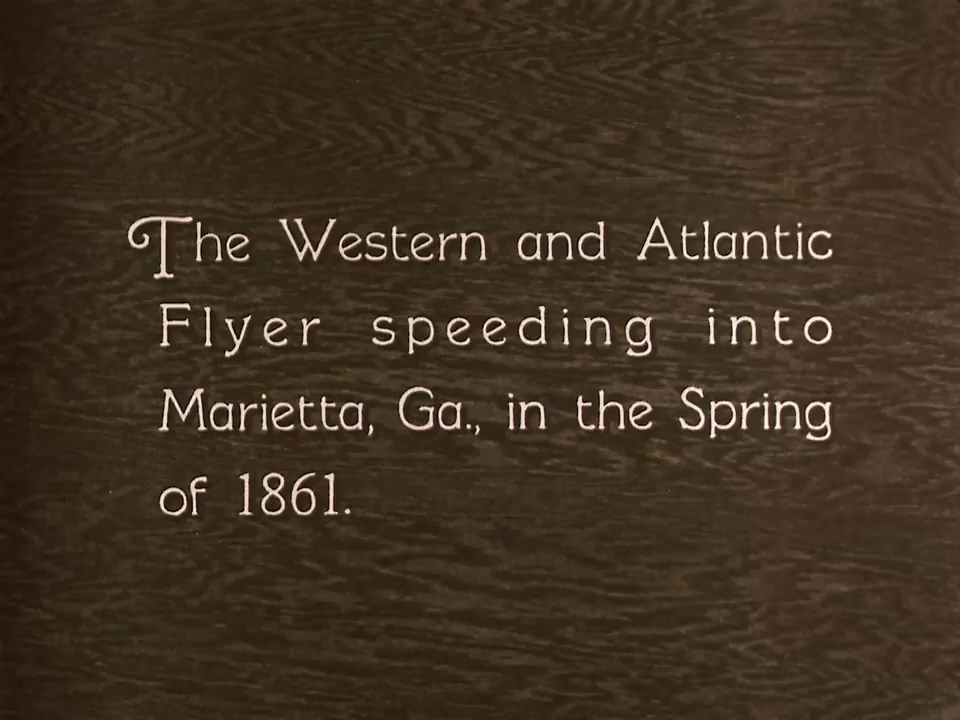 The Western and Atlantic
Flyer speeding into
Marietta, Ga., in the Spring
of 1861.